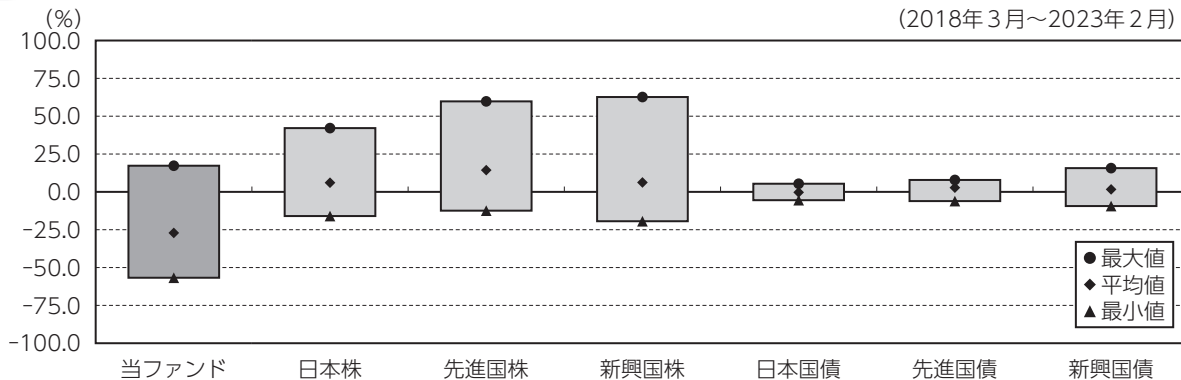 (%)
(2018年3月～2023年2月)
100.0
75.0
50.0
25.0
0.0
-25.0
-50.0
-75.0
-100.0
●最大値
◆平均値
▲最小値
当ファンド 日本株 先進国株 新興国株 日本国債 先進国債 新興国債